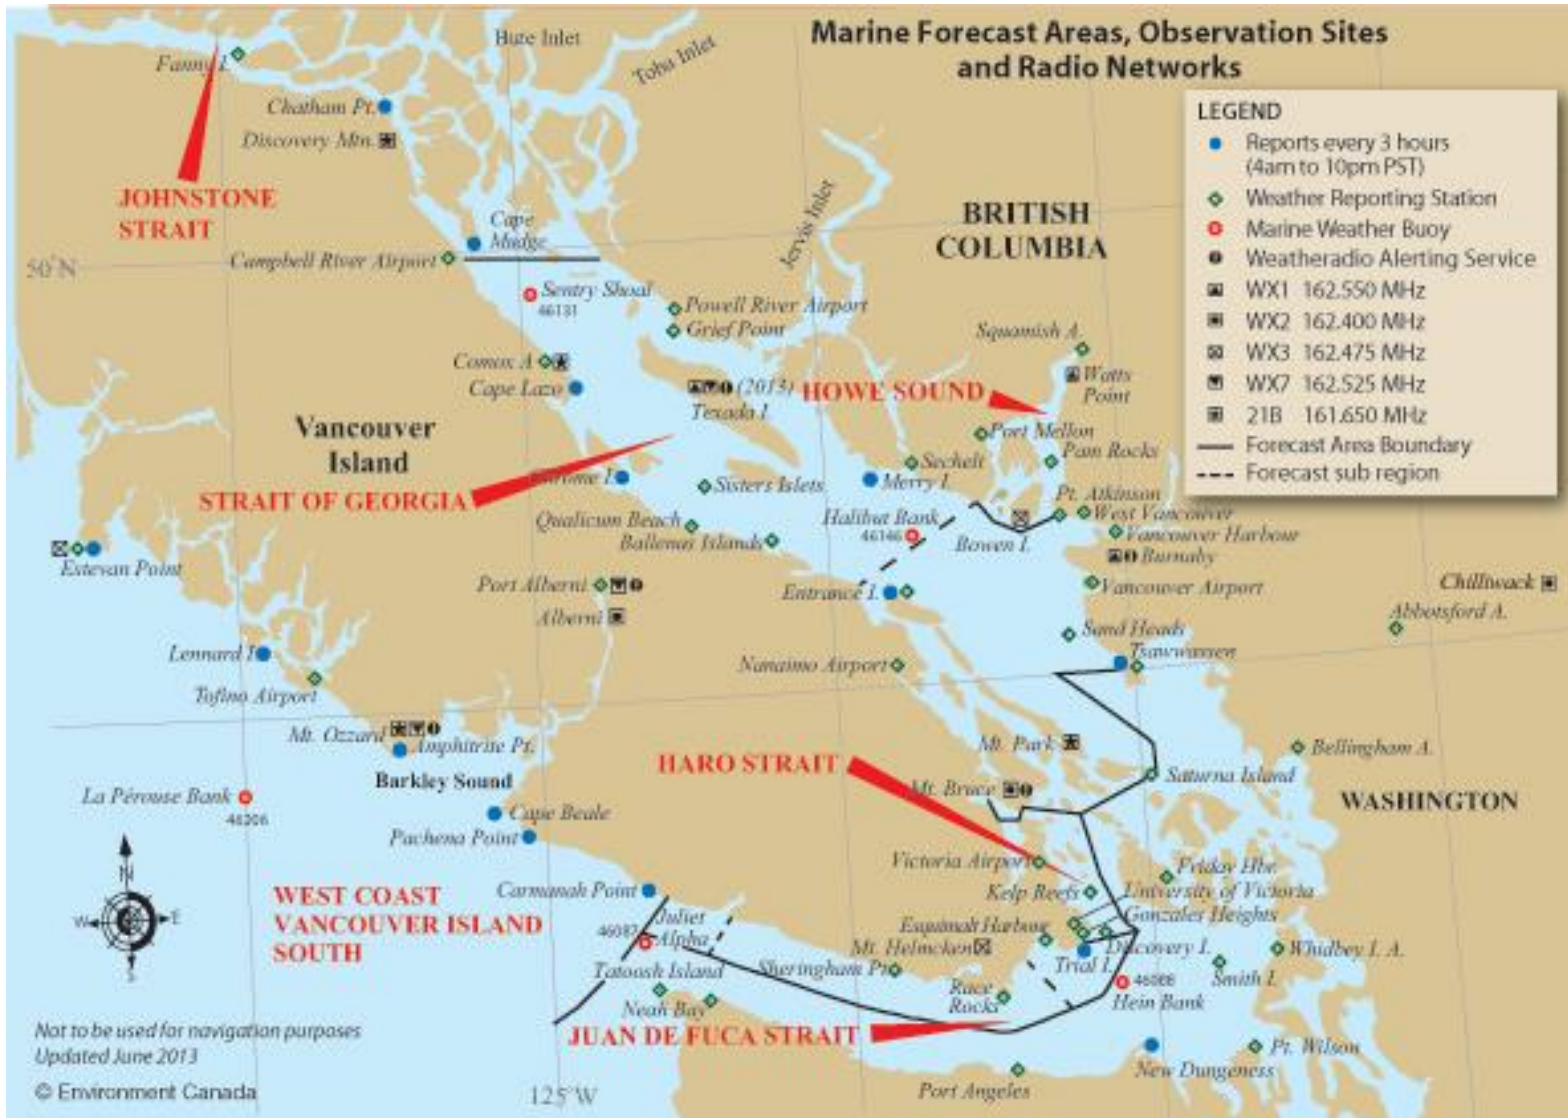 Marine Forecast Areas, Observation Sites
and Radio Networks
LEGEND
Reports every 3 hours
(4am to 10pm PST)
Weather Reporting Station
Marine Weather Buoy
Weatheradio Alerting Service
WX1 162.550 MHz
WX2 162.400 MHz
WX3 162.475 MHz
WX7 162.525 MHz
21B 161.650 MHz
Forecast Area Boundary
Forecast sub region
Bute Inlet
Toba Inlet
Fanny I.
Chatham Pt.
Discovery Mtn.
JOHNSTONE
STRAIT
Cape
Mudge
Jervis Inlet
BRITISH
COLUMBIA
50°N
Campbell River Airport
Sentry Shoal
46131
Powell River Airport
Grief Point
Squamish A.
Comox A
Cape Lazo
(2013)
Texada I.
HOWE SOUND
Watts
Point
Vancouver
Island
Port Mellon
Pam Rocks
Sechelt
STRAIT OF GEORGIA
Sisters Islets
Merry I.
Pt. Atkinson
West Vancouver
Qualicum Beach
Halibut Bank
46146
Vancouver Harbour
Ballenas Islands
Bowen I.
Burnaby
Estevan Point
Port Alberni
Entrance I.
Vancouver Airport
Chilliwack
Alberni
Abbotsford A.
Sand Heads
Lennard I.
Nanaimo Airport
Tsawwassen
Tofino Airport
Mt. Ozzard
Amphitrite Pt.
Mt. Park
Bellingham A.
Barkley Sound
HARO STRAIT
Saturna Island
La Pérouse Bank
46206
Mt. Bruce
WASHINGTON
Cape Beale
Pachena Point
N
W
E
S
Victoria Airport
Friday Hbr.
Carmanah Point
Kelp Reefs
University of Victoria
WEST COAST
VANCOUVER ISLAND
SOUTH
Gonzales Heights
46087
Juliet
Alpha
Esquimalt Harbour
Mt. Helmcken
Discovery I.
Whidbey I. A.
Tatoosh Island
Sheringham Pt
Trial I.
Smith I.
46088
Hein Bank
Neah Bay
Race
Rocks
JUAN DE FUCA STRAIT
Not to be used for navigation purposes
Updated June 2013
© Environment Canada
125°W
Port Angeles
New Dungeness
Pt. Wilson